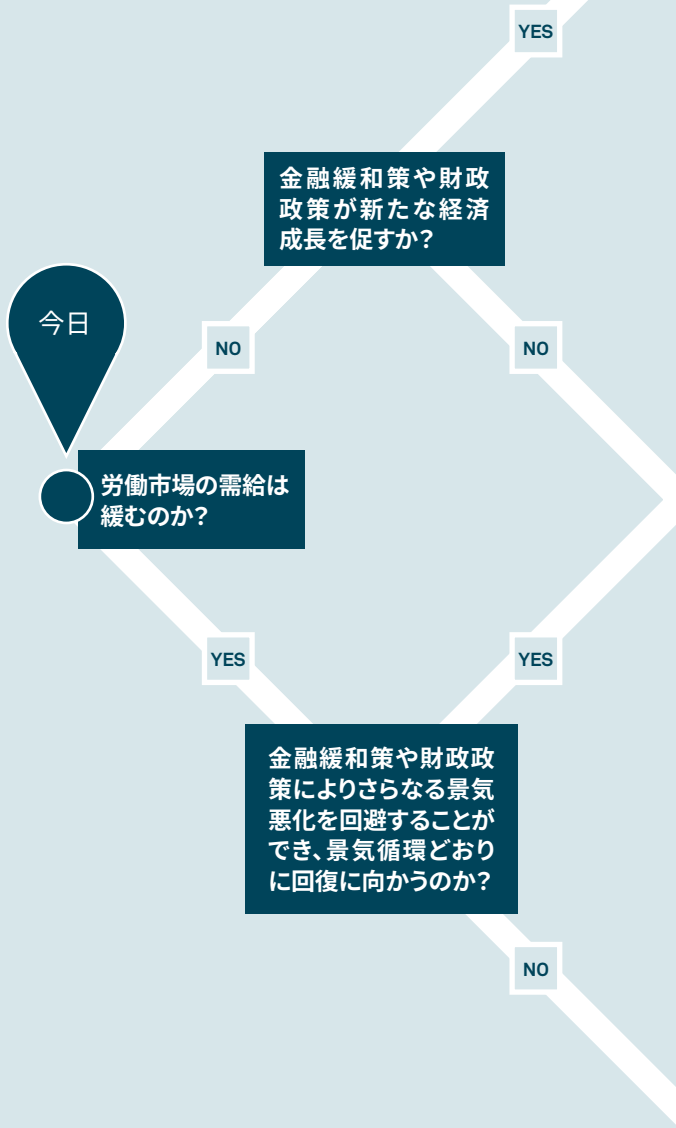 YES
金融緩和策や財政
政策が新たな経済
成長を促すか?
今日
NO
NO
労働市場の需給は
緩むのか?
YES
YES
金融緩和策や財政政
策によりさらなる景気
悪化を回避することが
でき、景気循環どおり
に回復に向かうのか?
NO